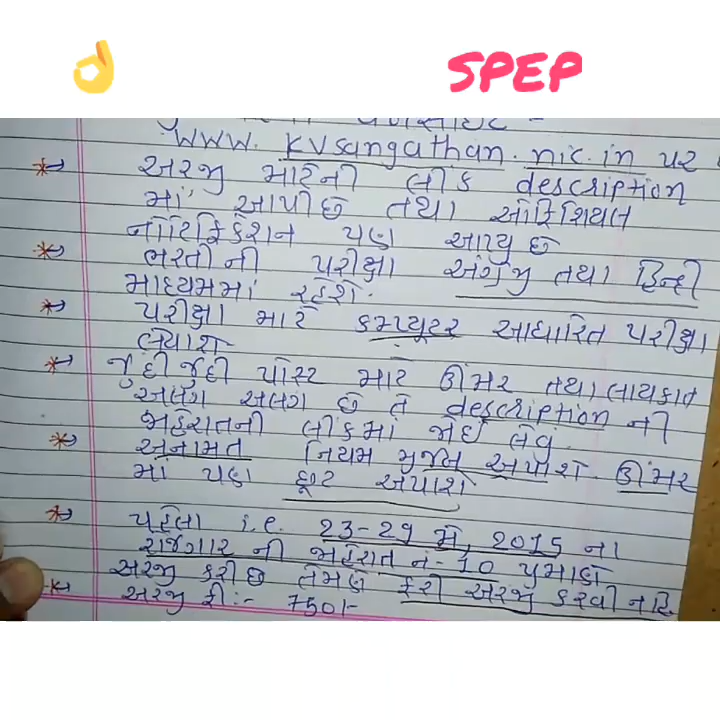 SPEP
www. kvsangathan.nic.in પર
અરજી માટેની લીંક description
માં આપી છે તથા ઓફિશિયલ
નોટિફિકેશન પણ આપ્યુ છે
ભરતીની પરીક્ષા અંગ્રેજી તથા હિન્દી
માધ્યમમાં રહેશે.
પરીક્ષા માટે કમ્પ્યુટર આધારિત પરીક્ષા
લેવાશે
જુદી જુદી પોસ્ટ માટે ઊંમર તથા લાયકાત
અલગ અલગ છે તે description ની
જાહેરાતની લીંકમાં જોઈ લેવું.
અનામત નિયમ મુજબ અપાશે. ઊંમર
માં પણ છૂટ અપાશે
પહેલા i.e. 23-29 મે, 2015 ના
રોજગાર ની જાહેરાત નં- 10 પ્રમાણે
અરજી કરી છે તેમણે ફરી અરજી કરવી નહિ
અરજી ફી :- 750/-